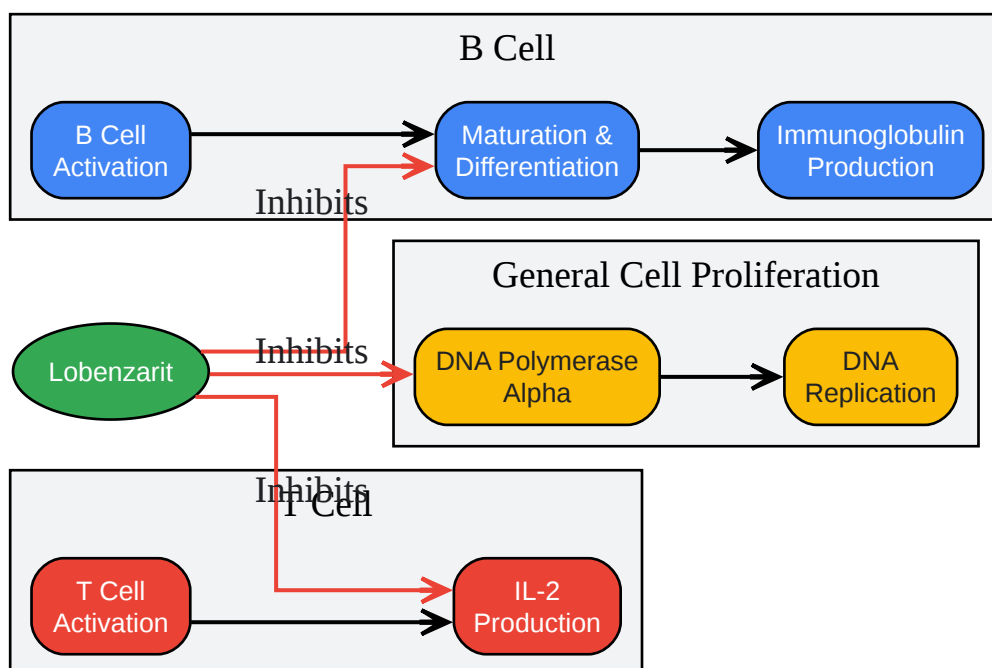 B Cell
B Cell
Activation
Maturation &
Differentiation
Immunoglobulin
Production
Inhibits
General Cell Proliferation
Lobenzarit
Inhibits
DNA Polymerase
Alpha
DNA
Replication
Inhibits
T Cell
T Cell
Activation
IL-2
Production